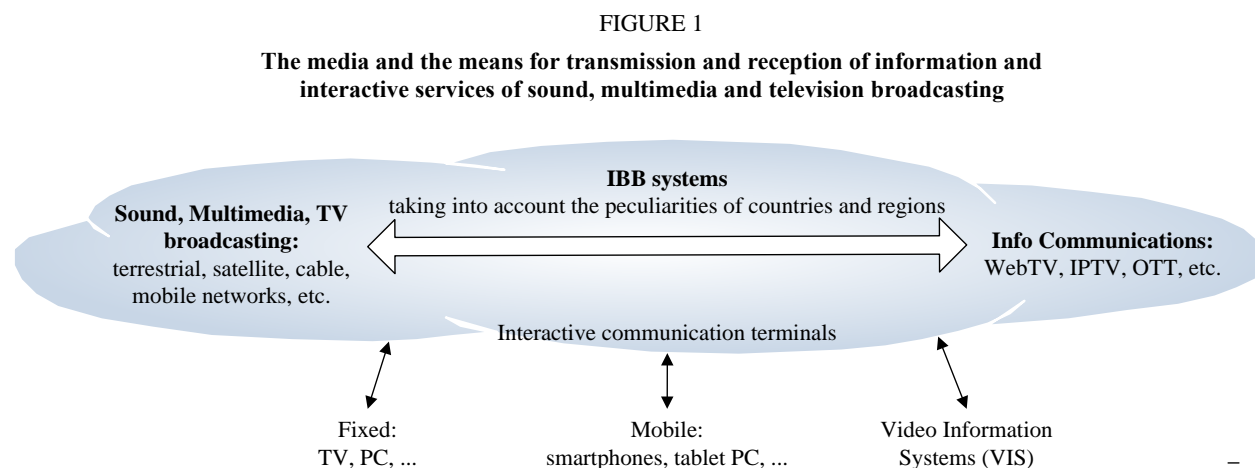 FIGURE 1
The media and the means for transmission and reception of information and
interactive services of sound, multimedia and television broadcasting
IBB systems
taking into account the peculiarities of countries and regions
Sound, Multimedia, TV
broadcasting:
terrestrial, satellite, cable,
mobile networks, etc.
Info Communications:
WebTV, IPTV, OTT, etc.
Interactive communication terminals
Fixed:
TV, PC, ...
Mobile:
smartphones, tablet PC, ...
Video Information
Systems (VIS)
–